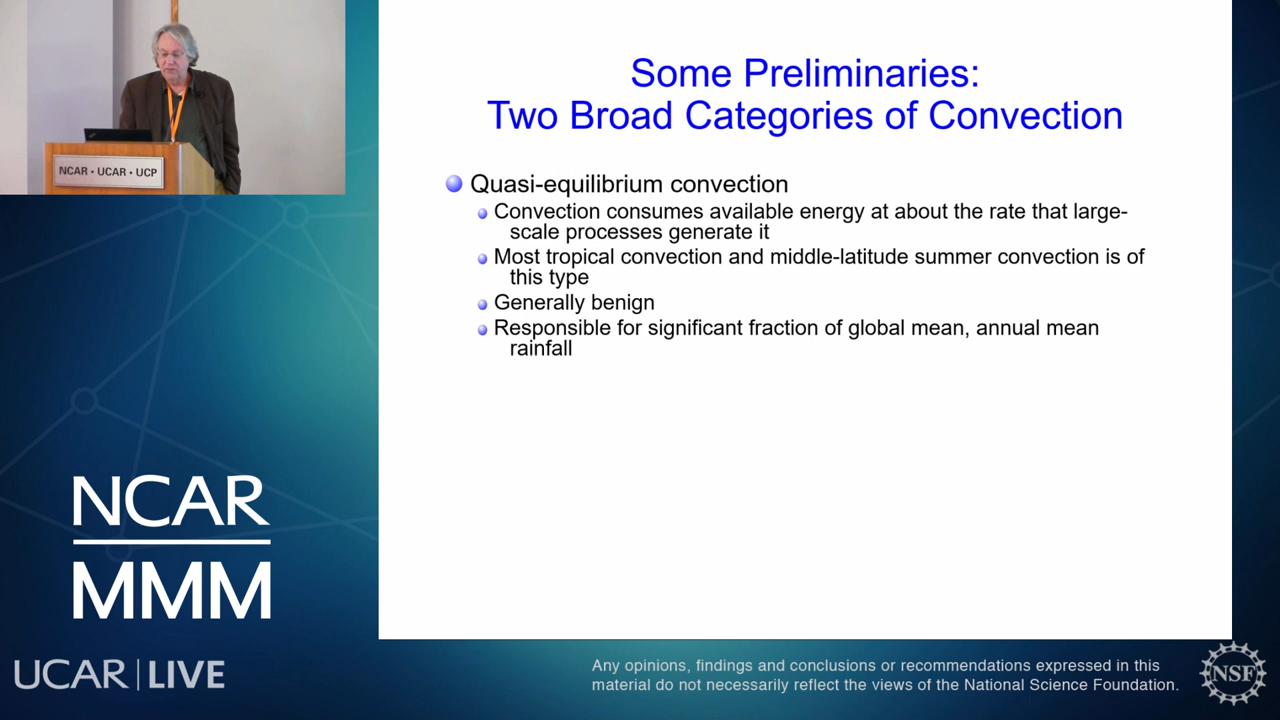 NCAR • UCAR • UCP
Some Preliminaries:
Two Broad Categories of Convection
Quasi-equilibrium convection
Convection consumes available energy at about the rate that large-
scale processes generate it
Most tropical convection and middle-latitude summer convection is of
this type
Generally benign
Responsible for significant fraction of global mean, annual mean
rainfall
NCAR
MMM
UCAR | LIVE
Any opinions, findings and conclusions or recommendations expressed in this
material do not necessarily reflect the views of the National Science Foundation.
NSF